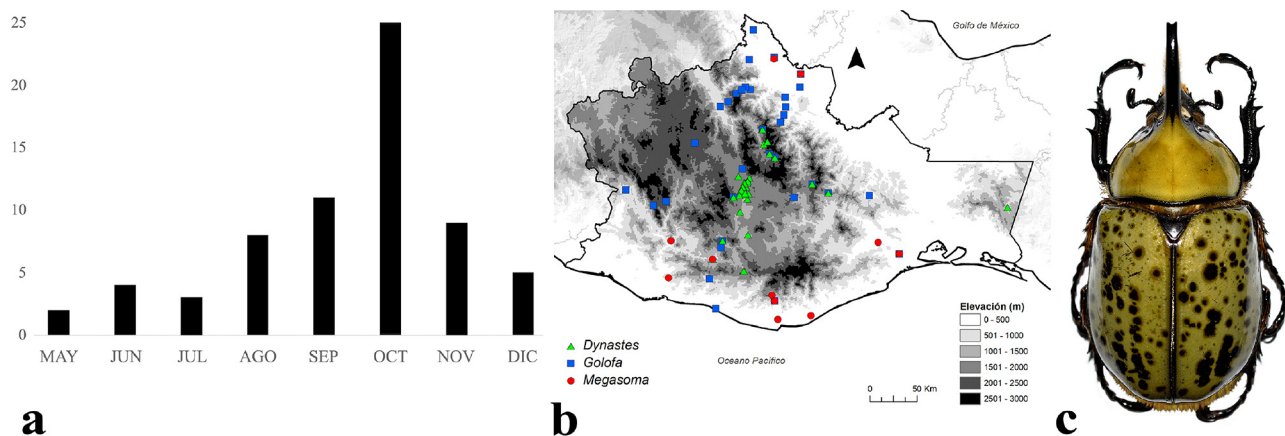 25
20
15
10
5
0
MAY JUN JUL AGO SEP OCT NOV DIC
a
Golfo de México
Oceano Pacífico
Dynastes
Golofa
Megasoma
0 50 Km
Elevación (m)
0 - 500
501 - 1000
1001 - 1500
1501 - 2000
2001 - 2500
2501 - 3000
b
c